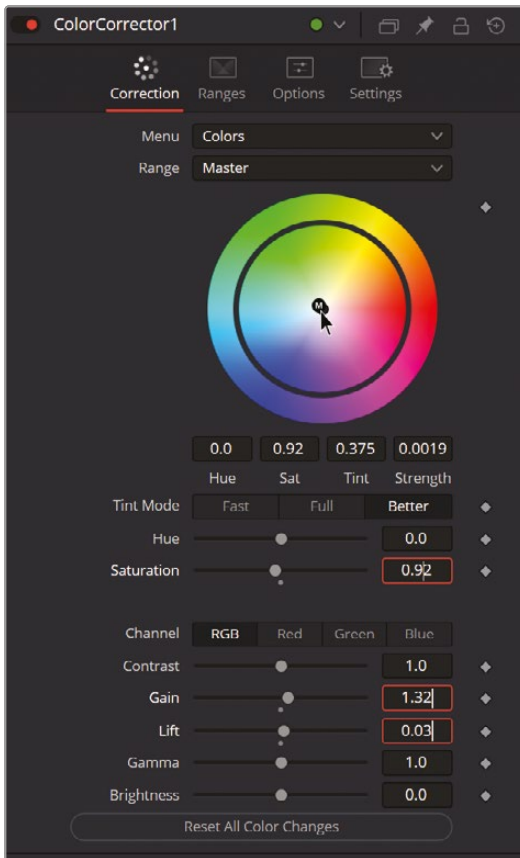 ColorCorrector1
Correction Ranges Options Settings
Menu Colors
Range Master
M
0.0 0.92 0.375 0.0019
Hue Sat Tint Strength
Tint Mode Fast Full Better
Hue 0.0
Saturation 0.92
Channel RGB Red Green Blue
Contrast 1.0
Gain 1.32
Lift 0.03
Gamma 1.0
Brightness 0.0
Reset All Color Changes